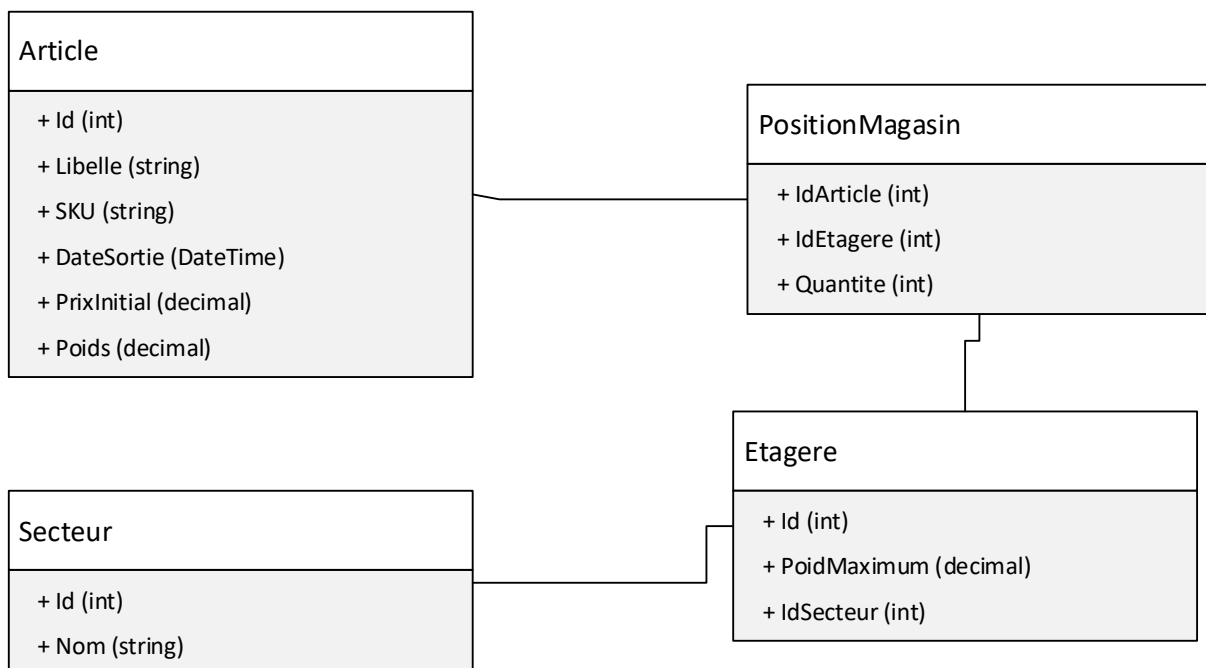 Article
+ Id (int)
+ Libelle (string)
+ SKU (string)
+ DateSortie (DateTime)
+ PrixInitial (decimal)
+ Poids (decimal)
PositionMagasin
+ IdArticle (int)
+ IdEtagere (int)
+ Quantite (int)
Etagere
+ Id (int)
+ PoidMaximum (decimal)
+ IdSecteur (int)
Secteur
+ Id (int)
+ Nom (string)